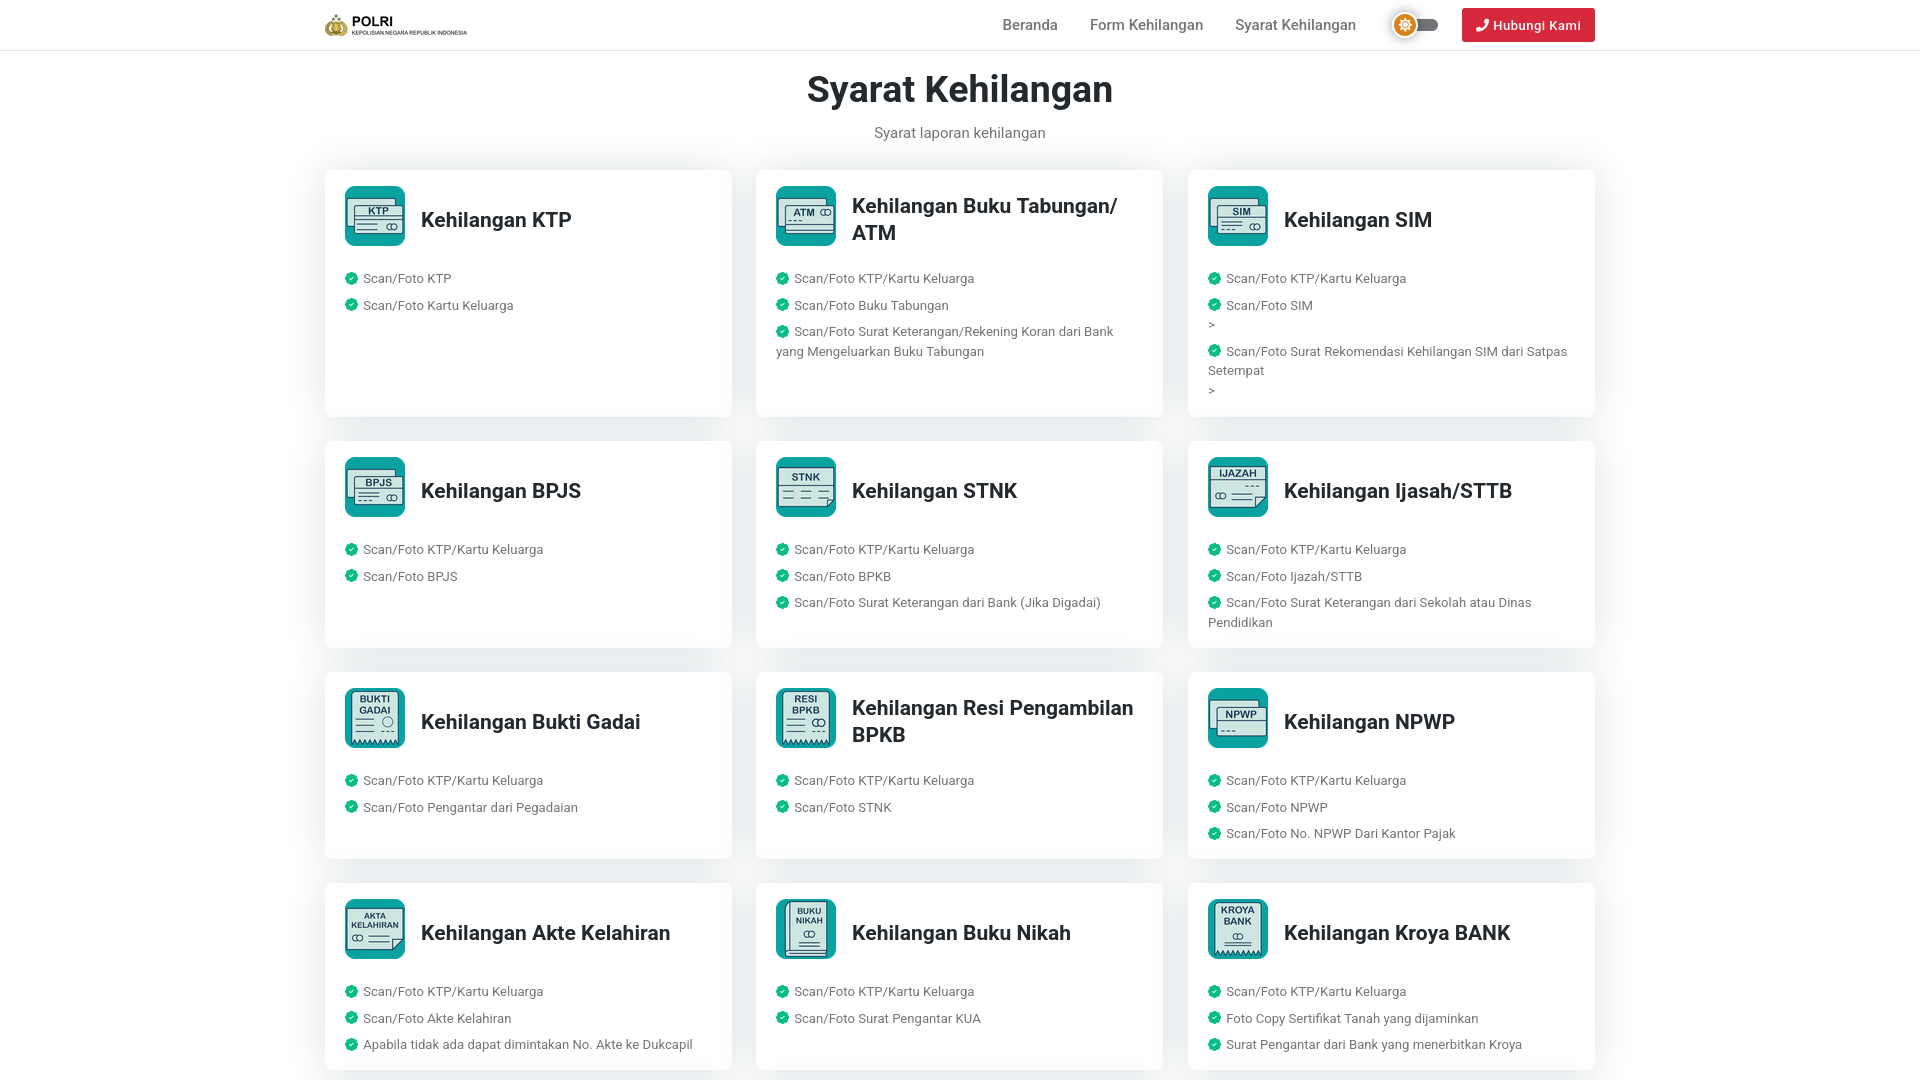 POLRI
KEPOLISIAN NEGARA REPUBLIK INDONESIA
Beranda
Form Kehilangan
Syarat Kehilangan
Hubungi Kami
Syarat Kehilangan
Syarat laporan kehilangan
KTP
Kehilangan KTP
Scan/Foto KTP
Scan/Foto Kartu Keluarga
ATM
Kehilangan Buku Tabungan/
ATM
Scan/Foto KTP/Kartu Keluarga
Scan/Foto Buku Tabungan
Scan/Foto Surat Keterangan/Rekening Koran dari Bank
yang Mengeluarkan Buku Tabungan
SIM
Kehilangan SIM
Scan/Foto KTP/Kartu Keluarga
Scan/Foto SIM
>
Scan/Foto Surat Rekomendasi Kehilangan SIM dari Satpas
Setempat
>
BPJS
Kehilangan BPJS
Scan/Foto KTP/Kartu Keluarga
Scan/Foto BPJS
STNK
Kehilangan STNK
Scan/Foto KTP/Kartu Keluarga
Scan/Foto BPKB
Scan/Foto Surat Keterangan dari Bank (Jika Digadai)
IJAZAH
Kehilangan Ijasah/STTB
Scan/Foto KTP/Kartu Keluarga
Scan/Foto Ijazah/STTB
Scan/Foto Surat Keterangan dari Sekolah atau Dinas
Pendidikan
BUKTI
GADAI
Kehilangan Bukti Gadai
Scan/Foto KTP/Kartu Keluarga
Scan/Foto Pengantar dari Pegadaian
RESI
BPKB
Kehilangan Resi Pengambilan
BPKB
Scan/Foto KTP/Kartu Keluarga
Scan/Foto STNK
NPWP
Kehilangan NPWP
Scan/Foto KTP/Kartu Keluarga
Scan/Foto NPWP
Scan/Foto No. NPWP Dari Kantor Pajak
AKTA
KELAHIRAN
Kehilangan Akte Kelahiran
Scan/Foto KTP/Kartu Keluarga
Scan/Foto Akte Kelahiran
Apabila tidak ada dapat dimintakan No. Akte ke Dukcapil
BUKU
NIKAH
Kehilangan Buku Nikah
Scan/Foto KTP/Kartu Keluarga
Scan/Foto Surat Pengantar KUA
KROYA
BANK
Kehilangan Kroya BANK
Scan/Foto KTP/Kartu Keluarga
Foto Copy Sertifikat Tanah yang dijaminkan
Surat Pengantar dari Bank yang menerbitkan Kroya